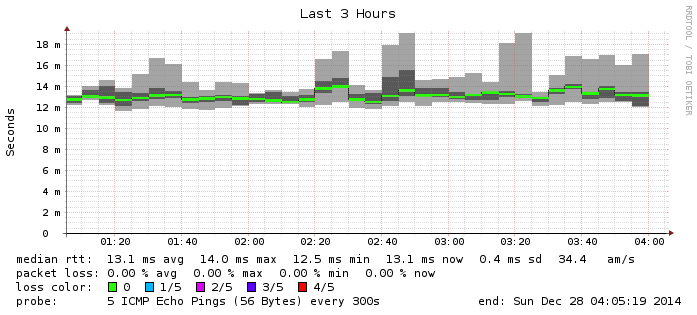 Last 3 Hours
RRDTOOL / TOBI OETIKER
Seconds
18 m
16 m
14 m
12 m
10 m
8 m
6 m
4 m
2 m
0
01:20 01:40 02:00 02:20 02:40 03:00 03:20 03:40 04:00
median rtt: 13.1 ms avg 14.0 ms max 12.5 ms min 13.1 ms now 0.4 ms sd 34.4 am/s
packet loss: 0.00 % avg 0.00 % max 0.00 % min 0.00 % now
loss color: 0 1/5 2/5 3/5 4/5
probe: 5 ICMP Echo Pings (56 Bytes) every 300s end: Sun Dec 28 04:05:19 2014